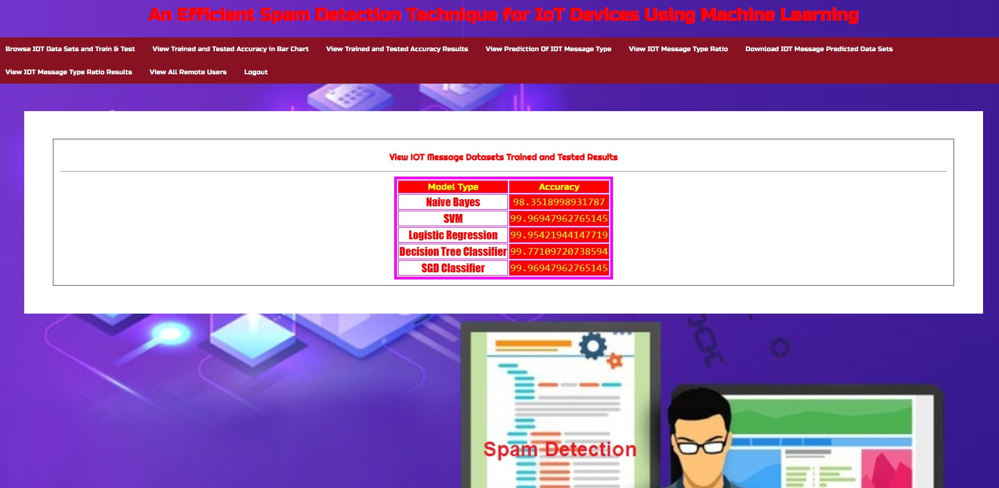 An Efficient Spam Detection Technique for IoT Devices Using Machine Learning
Browse IOT Data Sets and Train & Test View Trained and Tested Accuracy in Bar Chart View Trained and Tested Accuracy Results View Prediction Of IOT Message Type View IOT Message Type Ratio Download IOT Message Predicted Data Sets
View IOT Message Type Ratio Results View All Remote Users Logout
View IOT Message Datasets Trained and Tested Results
Model Type Accuracy
Naive Bayes 98.3518998931787
SVM 99.96947962765145
Logistic Regression 99.95421944147719
Decision Tree Classifier 99.77109720738594
SGD Classifier 99.96947962765145
Spam Detection